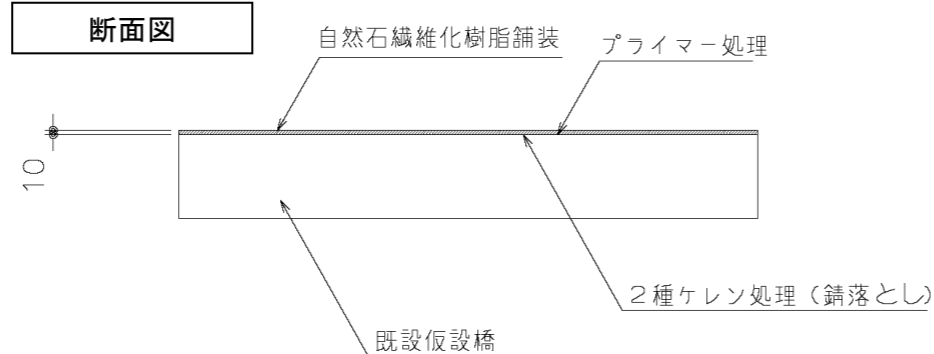 断面図
自然石繊維化樹脂舗装
プライマー処理
10
2種ケレン処理(錆落とし)
既設仮設橋